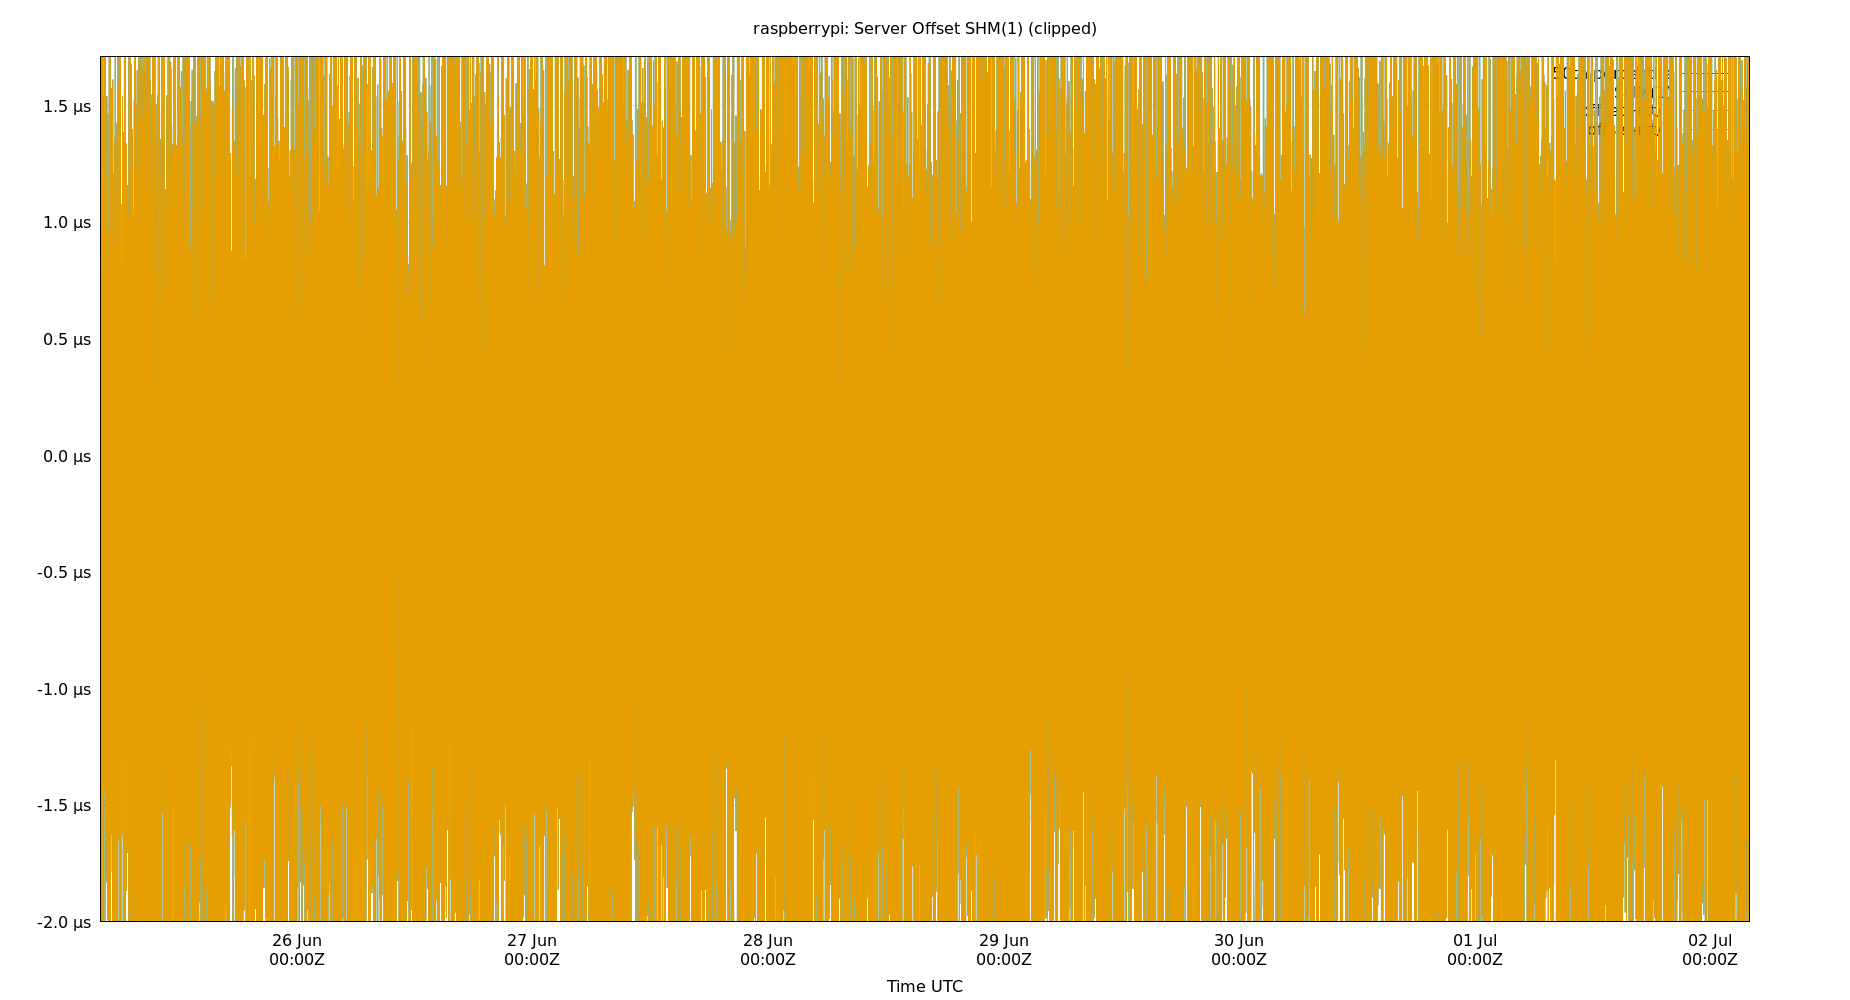 raspberrypi: Server Offset SHM(1) (clipped)
1.5 µs
1.0 µs
0.5 µs
0.0 µs
-0.5 µs
-1.0 µs
-1.5 µs
-2.0 µs
26 Jun 27 Jun 28 Jun 29 Jun 30 Jun 01 Jul 02 Jul
00:00Z 00:00Z 00:00Z 00:00Z 00:00Z 00:00Z 00:00Z
Time UTC